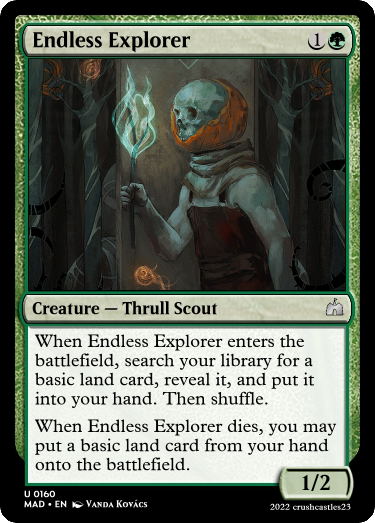 Endless Explorer 1
Creature — Thrull Scout
When Endless Explorer enters the
battlefield, search your library for a
basic land card, reveal it, and put it
into your hand. Then shuffle.
When Endless Explorer dies, you may
put a basic land card from your hand
onto the battlefield.
1/2
U 0160
MAD • EN Vanda Kovács
2022 crushcastles23